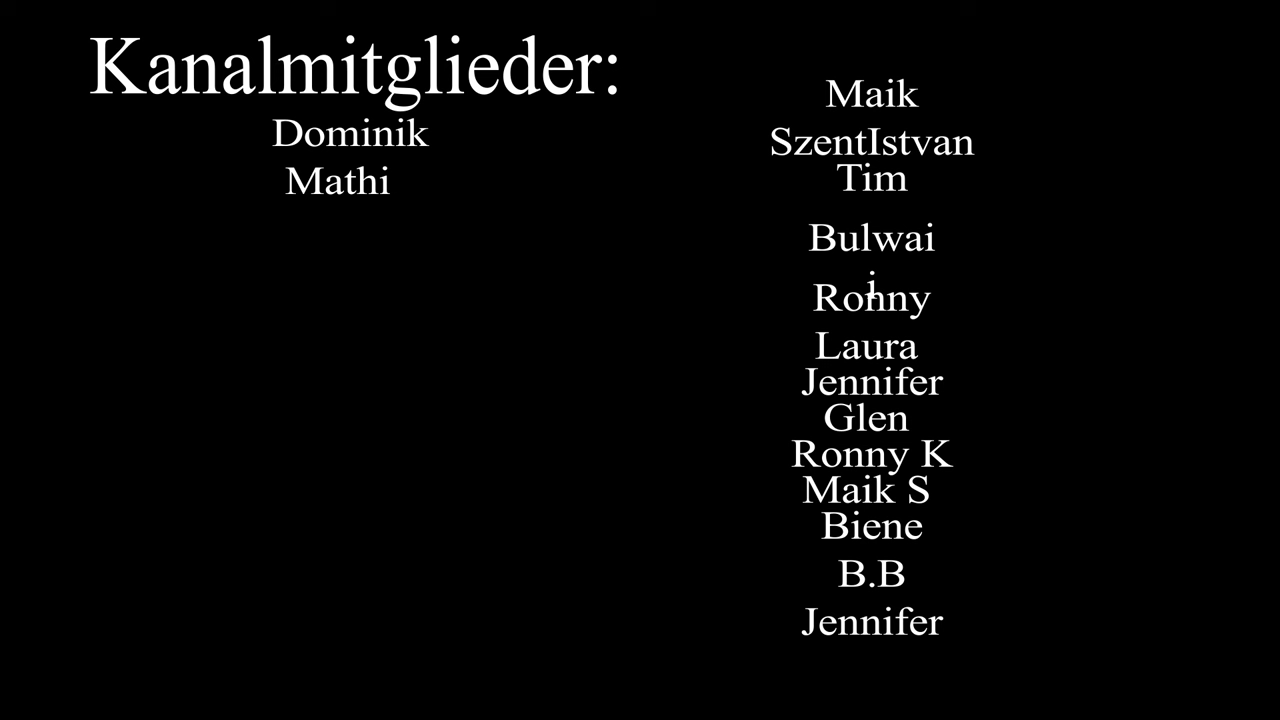 Kanalmitglieder:
Dominik
Mathi
Maik
SzentIstvan
Tim
Bulwai
i
Ronny
Laura
Jennifer
Glen
Ronny K
Maik S
Biene
B.B
Jennifer